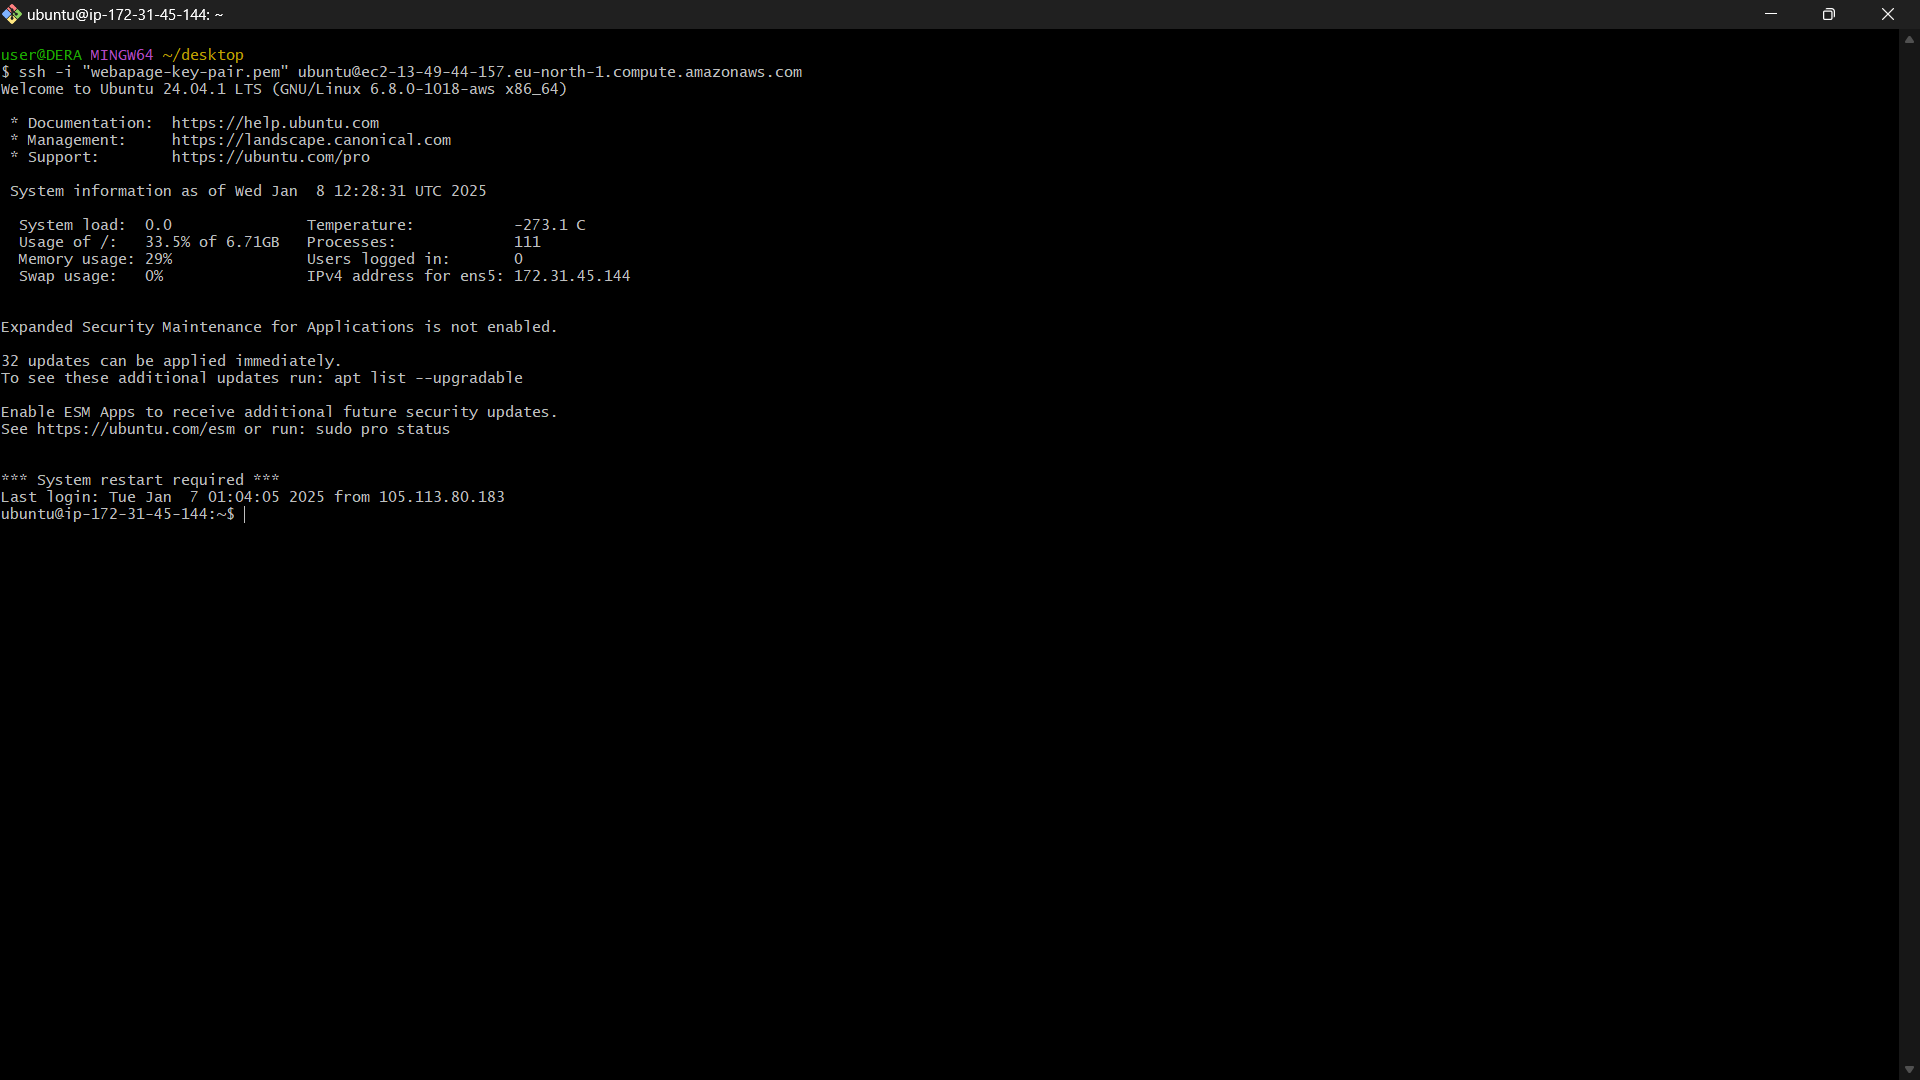 ubuntu@ip-172-31-45-144: ~
user@DERA MINGW64 ~/desktop
$ ssh -i "webapage-key-pair.pem" ubuntu@ec2-13-49-44-157.eu-north-1.compute.amazonaws.com
Welcome to Ubuntu 24.04.1 LTS (GNU/Linux 6.8.0-1018-aws x86_64)
* Documentation:  https://help.ubuntu.com
* Management:     https://landscape.canonical.com
* Support:        https://ubuntu.com/pro
System information as of Wed Jan  8 12:28:31 UTC 2025
System load:  0.0               Temperature:           -273.1 C
Usage of /:   33.5% of 6.71GB   Processes:             111
Memory usage: 29%               Users logged in:       0
Swap usage:   0%                IPv4 address for ens5: 172.31.45.144
Expanded Security Maintenance for Applications is not enabled.
32 updates can be applied immediately.
To see these additional updates run: apt list --upgradable
Enable ESM Apps to receive additional future security updates.
See https://ubuntu.com/esm or run: sudo pro status
*** System restart required ***
Last login: Tue Jan  7 01:04:05 2025 from 105.113.80.183
ubuntu@ip-172-31-45-144:~$